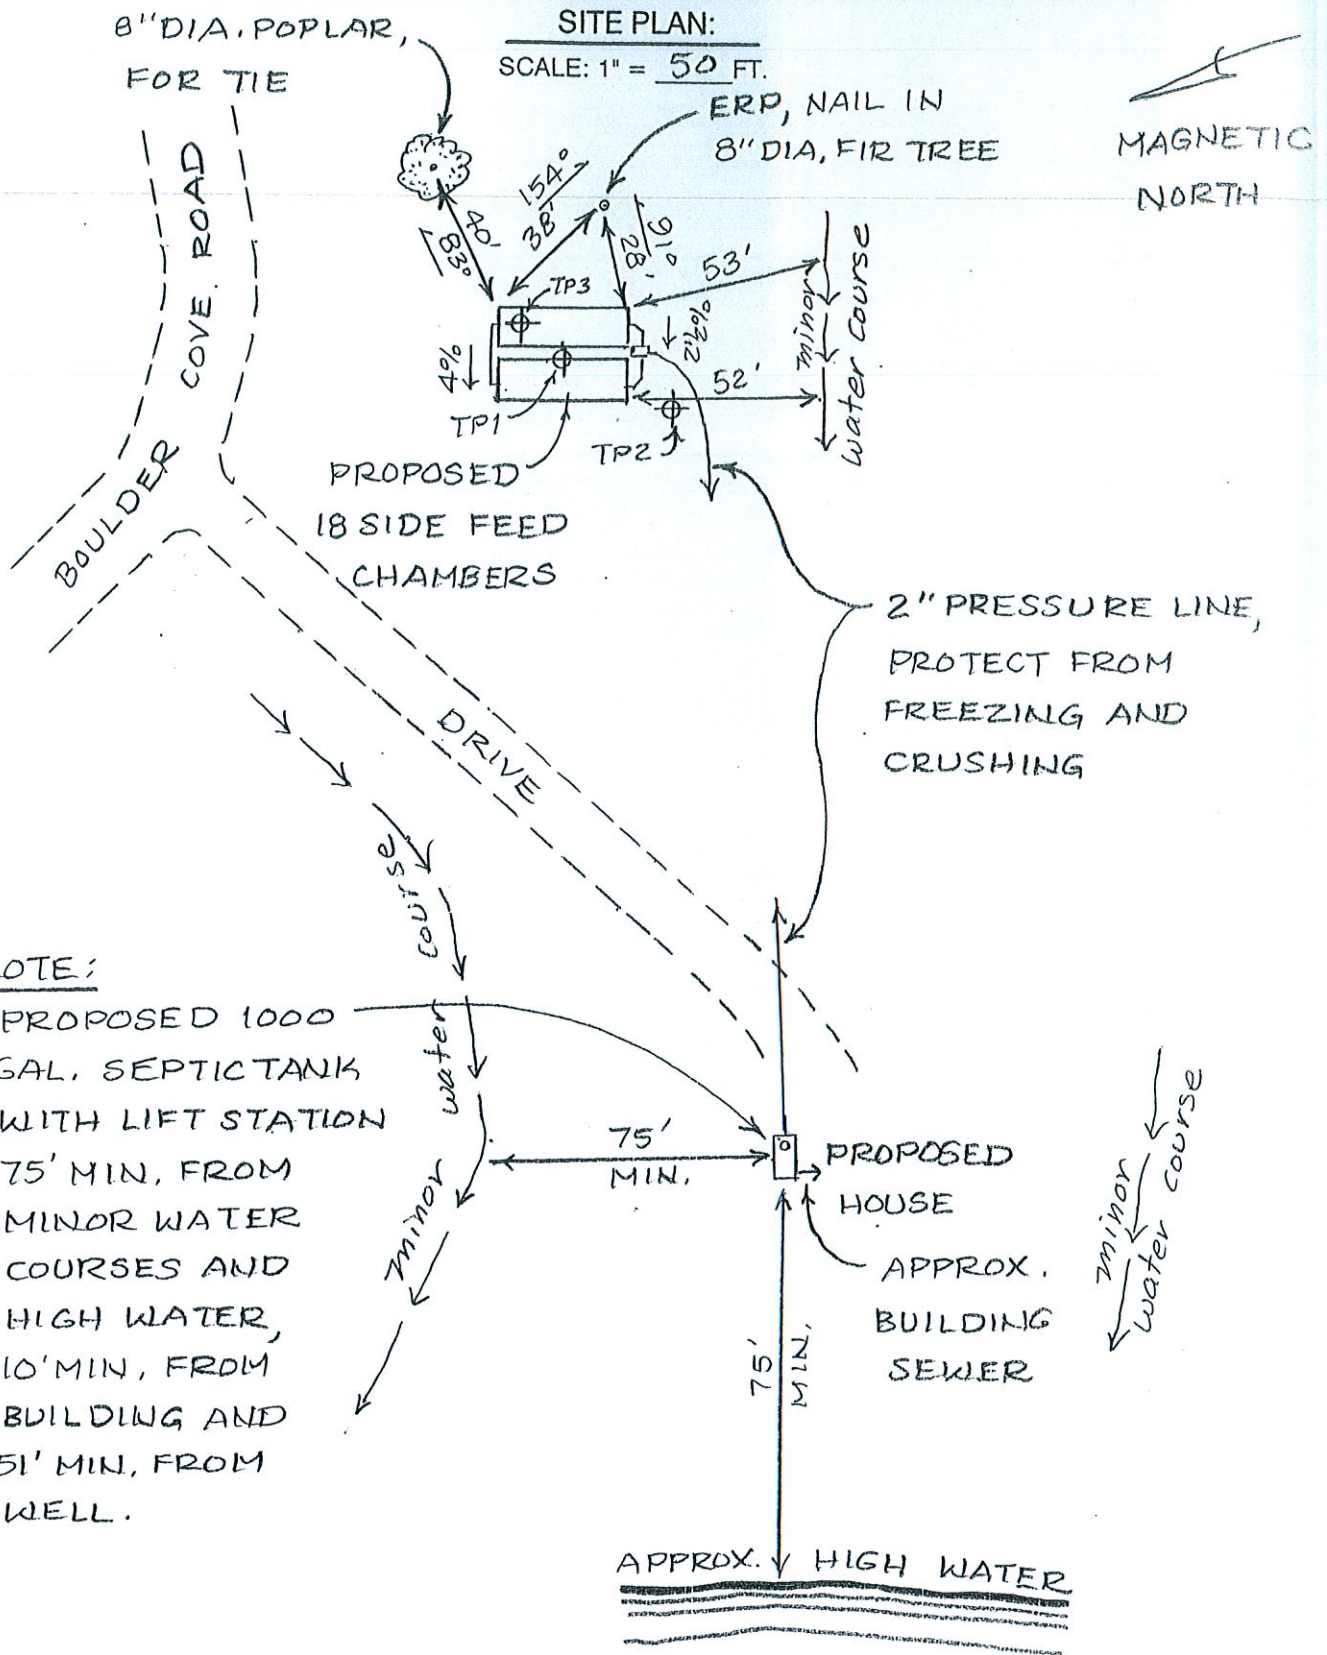 SITE PLAN:
SCALE: 1" = 50 FT.
8" DIA. POPLAR,
FOR TIE
ERP, NAIL IN
8" DIA. FIR TREE
MAGNETIC
NORTH
BOULDER COVE ROAD
40'
83°
154°
38'
91°
28'
53'
52'
minor
water course
TP3
4%
2½%
TP1
TP2
PROPOSED
18 SIDE FEED
CHAMBERS
2" PRESSURE LINE,
PROTECT FROM
FREEZING AND
CRUSHING
DRIVE
minor water course
OTE:
PROPOSED 1000
GAL. SEPTIC TANK
WITH LIFT STATION
75' MIN. FROM
MINOR WATER
COURSES AND
HIGH WATER,
10' MIN. FROM
BUILDING AND
51' MIN. FROM
WELL.
75'
MIN.
PROPOSED
HOUSE
APPROX.
BUILDING
SEWER
minor
water course
75'
MIN.
APPROX. HIGH WATER